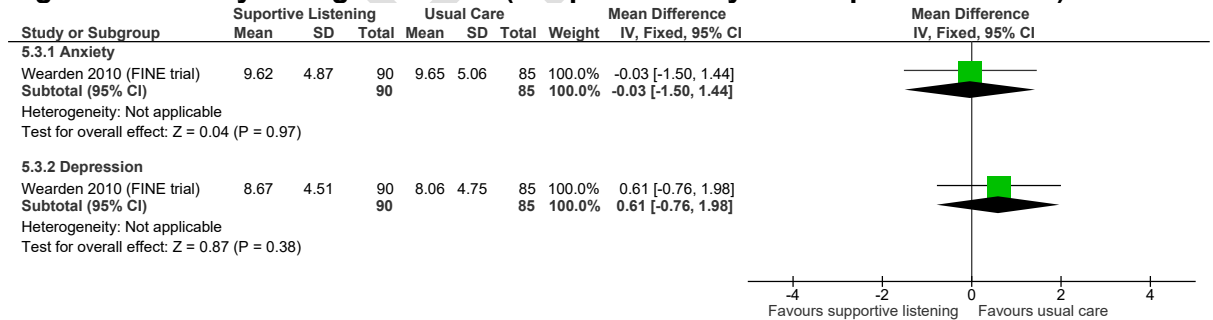 Suportive Listening Usual Care Mean Difference Mean Difference
Study or Subgroup Mean SD Total Mean SD Total Weight IV, Fixed, 95% CI IV, Fixed, 95% CI
5.3.1 Anxiety
Wearden 2010 (FINE trial) 9.62 4.87 90 9.65 5.06 85 100.0% -0.03 [-1.50, 1.44]
Subtotal (95% CI) 90 85 100.0% -0.03 [-1.50, 1.44]
Heterogeneity: Not applicable
Test for overall effect: Z = 0.04 (P = 0.97)
5.3.2 Depression
Wearden 2010 (FINE trial) 8.67 4.51 90 8.06 4.75 85 100.0% 0.61 [-0.76, 1.98]
Subtotal (95% CI) 90 85 100.0% 0.61 [-0.76, 1.98]
Heterogeneity: Not applicable
Test for overall effect: Z = 0.87 (P = 0.38)
-4 -2 0 2 4
Favours supportive listening Favours usual care